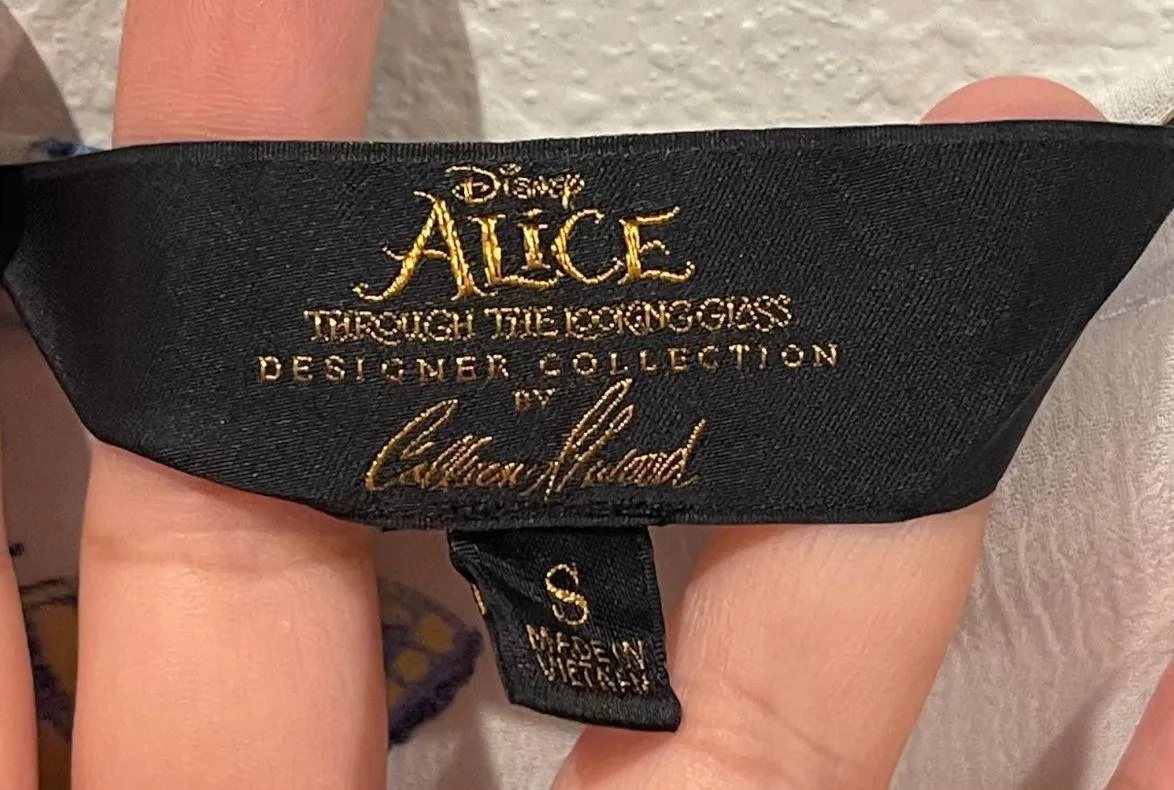 Disney
ALiCE
THROUGH THE LOOKING GLASS
DESIGNER COLLECTION
BY
Colleen Atwood
S
MADE IN
VIETNAM